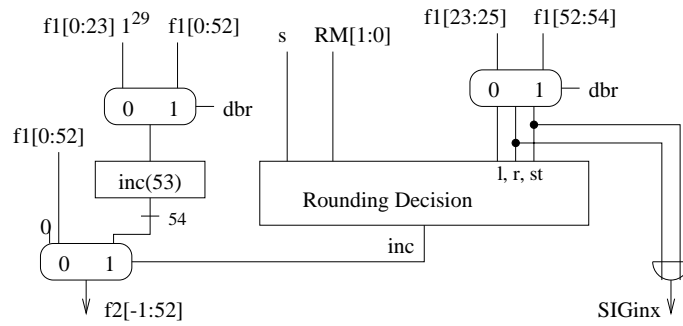 f1[0:23] 1^29 f1[0:52]
s RM[1:0]
f1[23:25] f1[52:54]
0 1 dbr
0 1 dbr
f1[0:52]
inc(53)
l, r, st
Rounding Decision
0
54
inc
0 1
f2[-1:52]
SIGinx